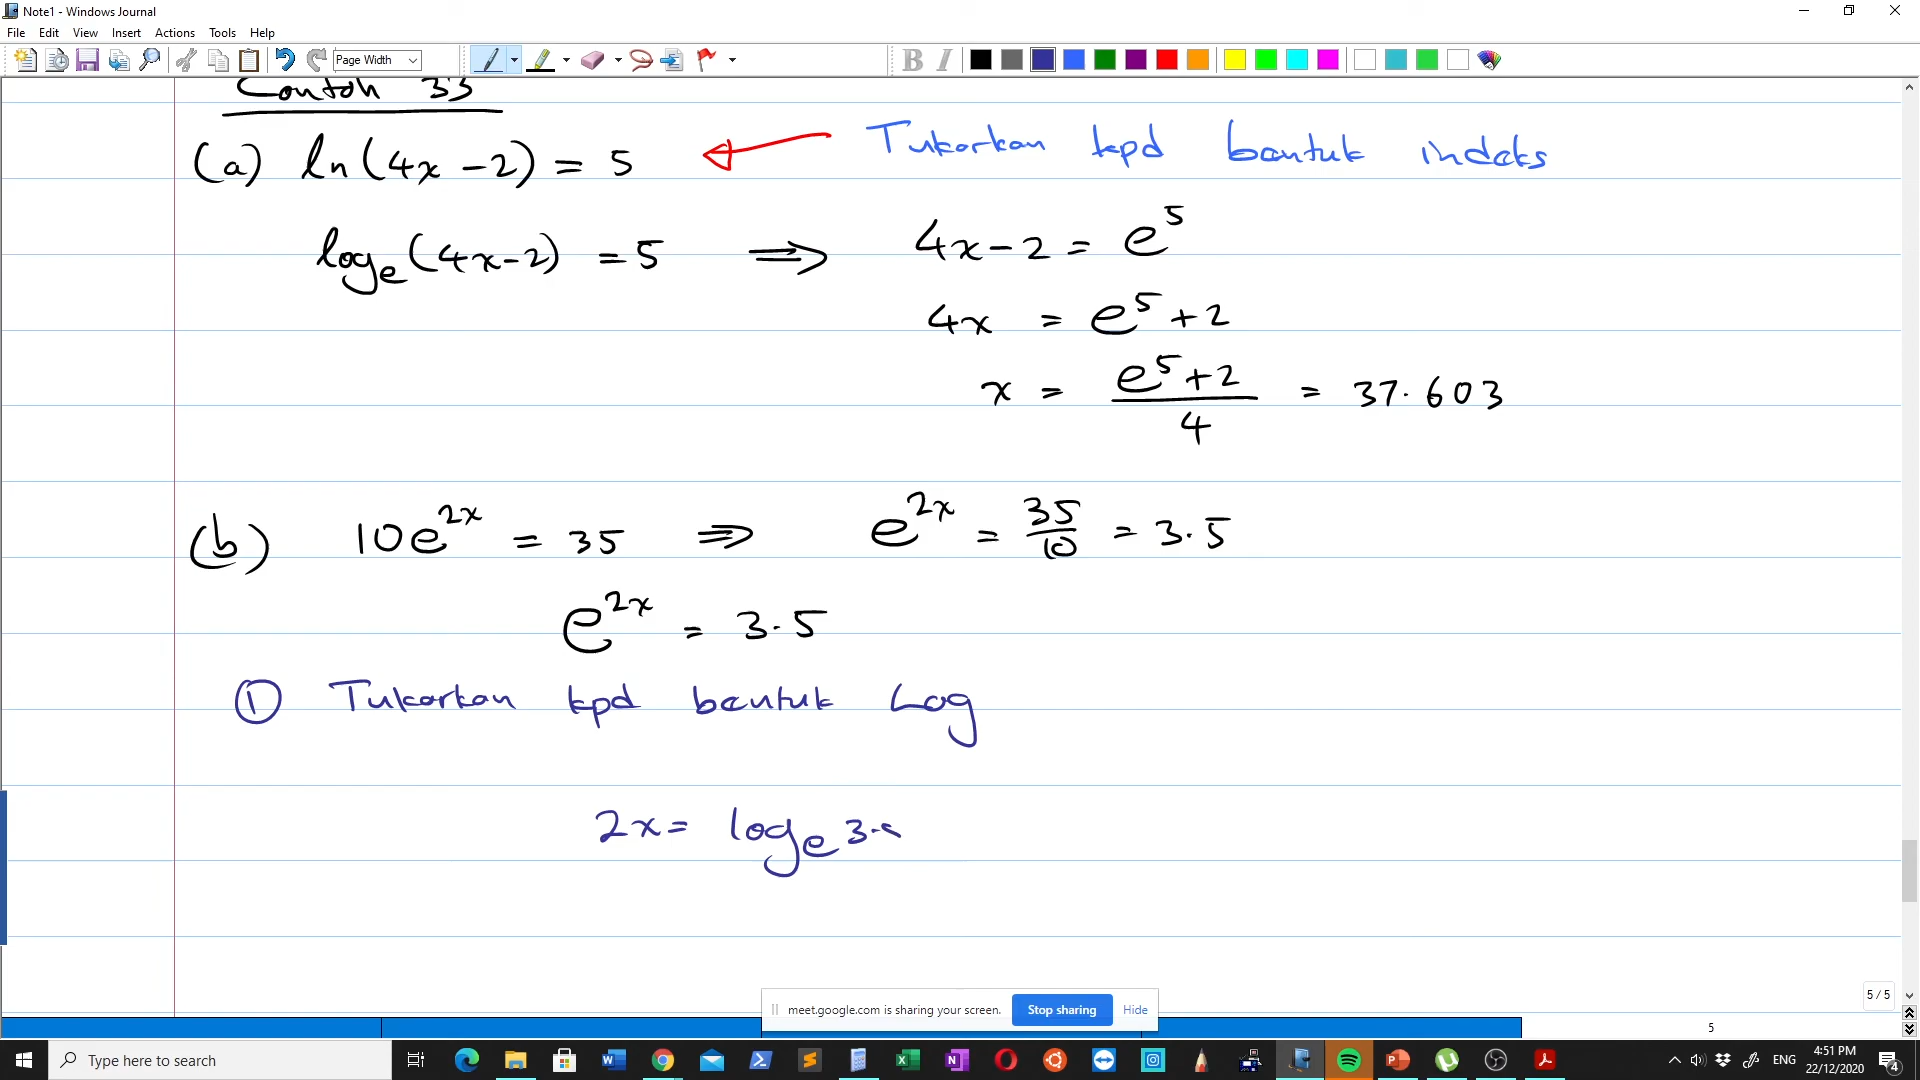 Note1 - Windows Journal
File Edit View Insert Actions Tools Help
Page Width
Contoh 33
(a) ln(4x-2) = 5
Tukarkan kpd bentuk indeks
logₑ(4x-2) = 5 ⟹ 4x-2 = e⁵
4x = e⁵+2
x = (e⁵+2)/4 = 37.603
(b) 10e²ˣ = 35 ⟹ e²ˣ = 35/10 = 3.5
e²ˣ = 3.5
① Tukarkan kpd bentuk Log
2x = logₑ 3.
5 / 5
meet.google.com is sharing your screen. Stop sharing Hide
5
Type here to search
ENG
4:51 PM
22/12/2020
4